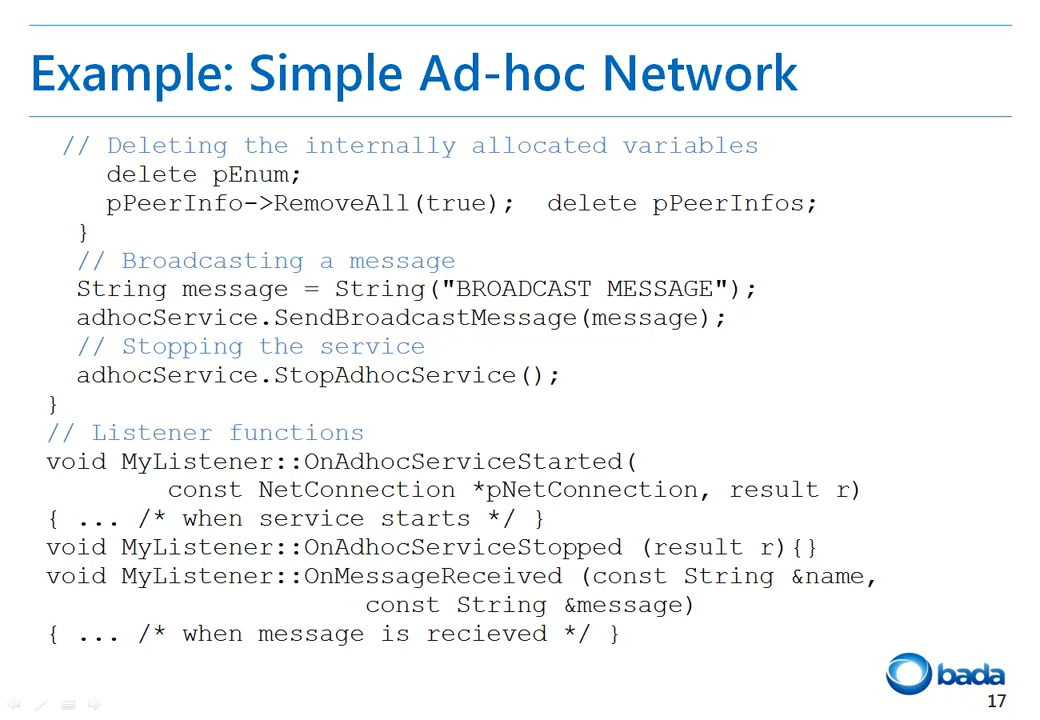 Example: Simple Ad-hoc Network
// Deleting the internally allocated variables
delete pEnum;
pPeerInfo->RemoveAll(true);  delete pPeerInfos;
}
// Broadcasting a message
String message = String("BROADCAST MESSAGE");
adhocService.SendBroadcastMessage(message);
// Stopping the service
adhocService.StopAdhocService();
}
// Listener functions
void MyListener::OnAdhocServiceStarted(
const NetConnection *pNetConnection, result r)
{ ... /* when service starts */ }
void MyListener::OnAdhocServiceStopped (result r){}
void MyListener::OnMessageReceived (const String &name,
const String &message)
{ ... /* when message is recieved */ }
bada
17